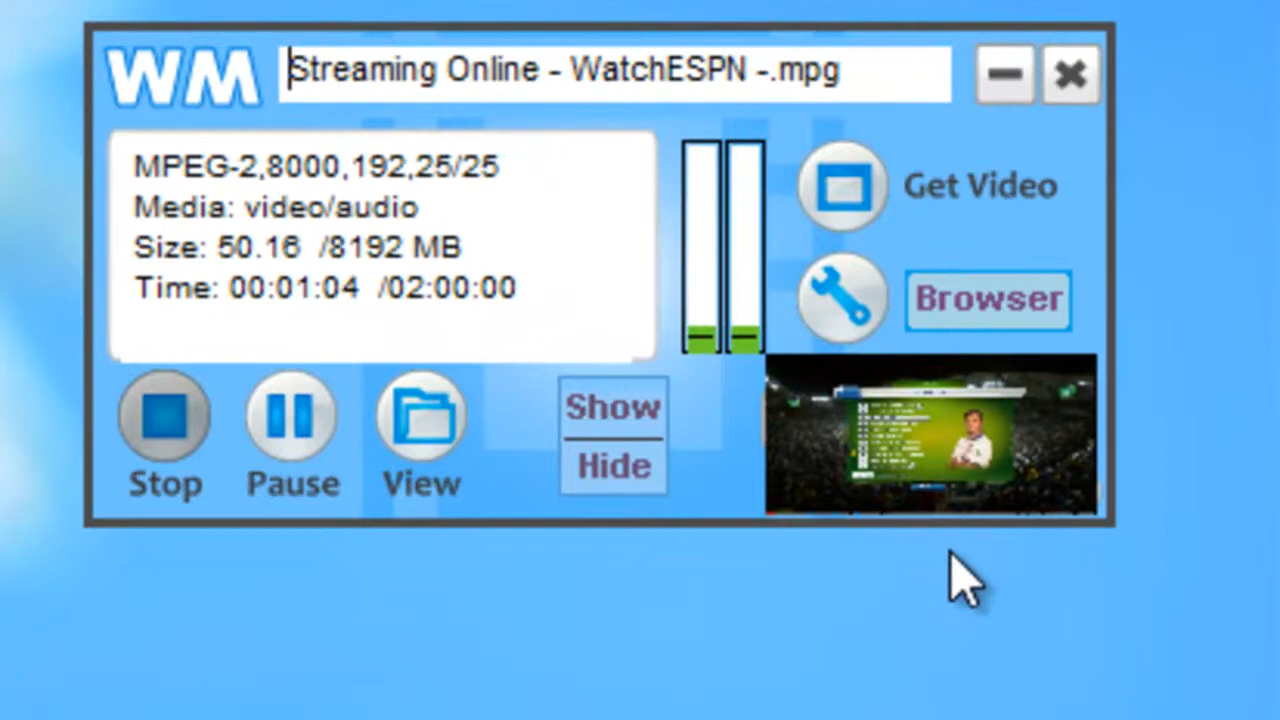 WM
Streaming Online - WatchESPN -.mpg
MPEG-2,8000,192,25/25
Media: video/audio
Size: 50.16 /8192 MB
Time: 00:01:04 /02:00:00
Get Video
Browser
Stop
Pause
View
Show
Hide